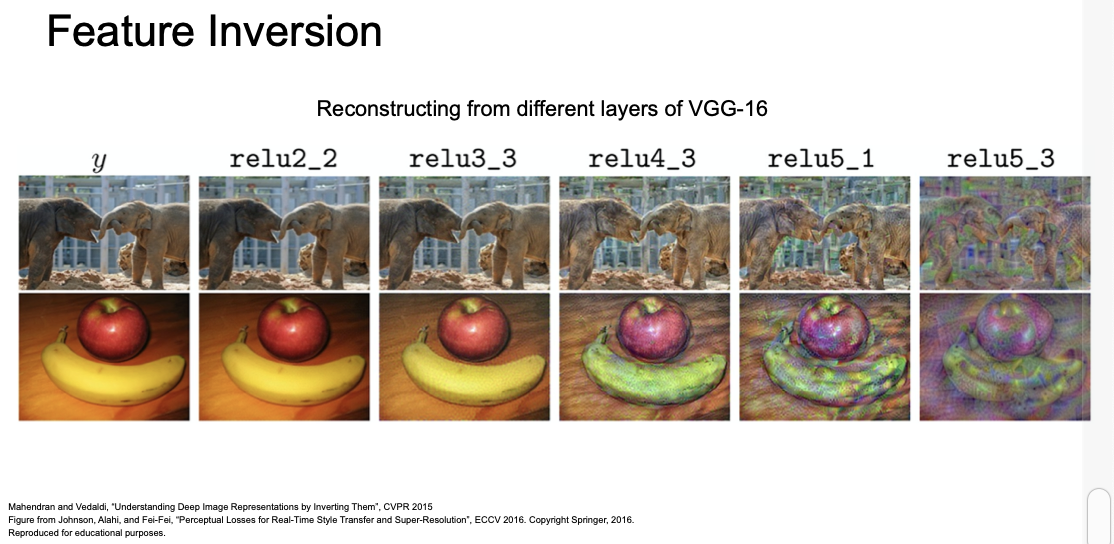 Feature Inversion
Reconstructing from different layers of VGG-16
y relu2_2 relu3_3 relu4_3 relu5_1 relu5_3
Mahendran and Vedaldi, "Understanding Deep Image Representations by Inverting Them", CVPR 2015
Figure from Johnson, Alahi, and Fei-Fei, "Perceptual Losses for Real-Time Style Transfer and Super-Resolution", ECCV 2016. Copyright Springer, 2016.
Reproduced for educational purposes.